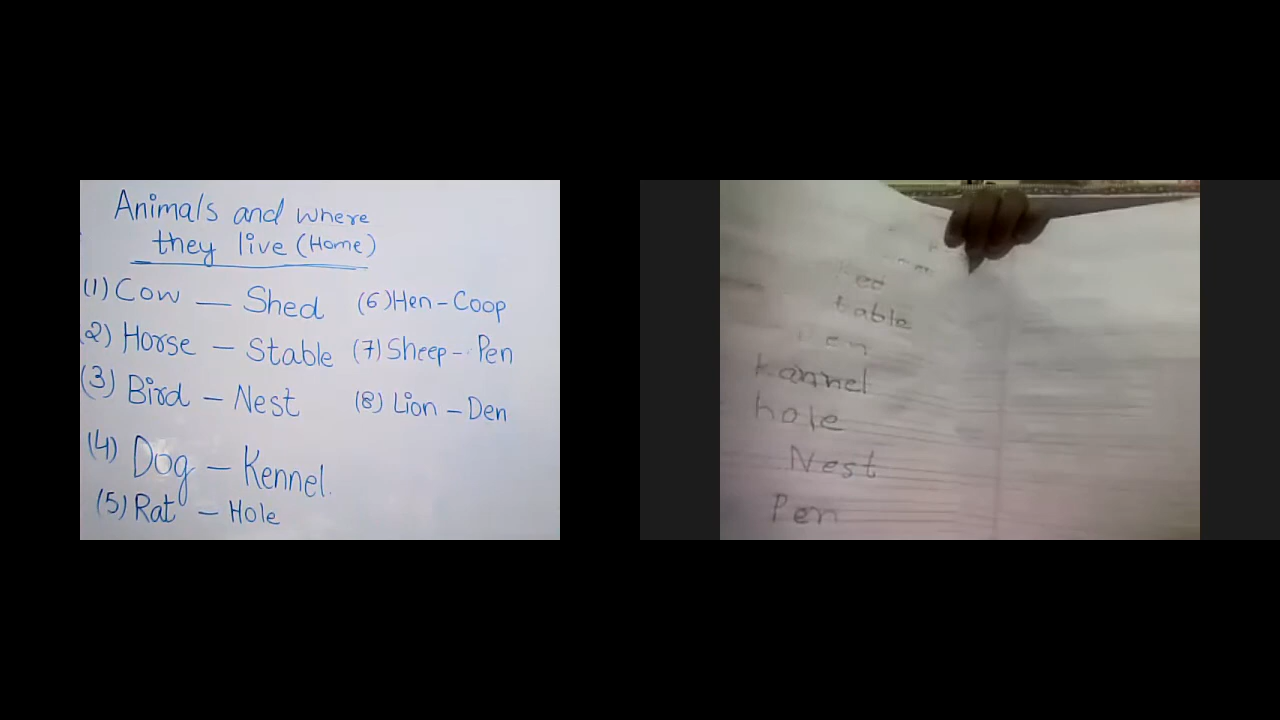 Animals and where
they live (Home)
(1) Cow — Shed
(2) Horse — Stable
(3) Bird — Nest
(4) Dog — Kennel.
(5) Rat — Hole
(6) Hen - Coop
(7) Sheep - Pen
(8) Lion - Den
table
en
kannel
hole
Nest
Pen